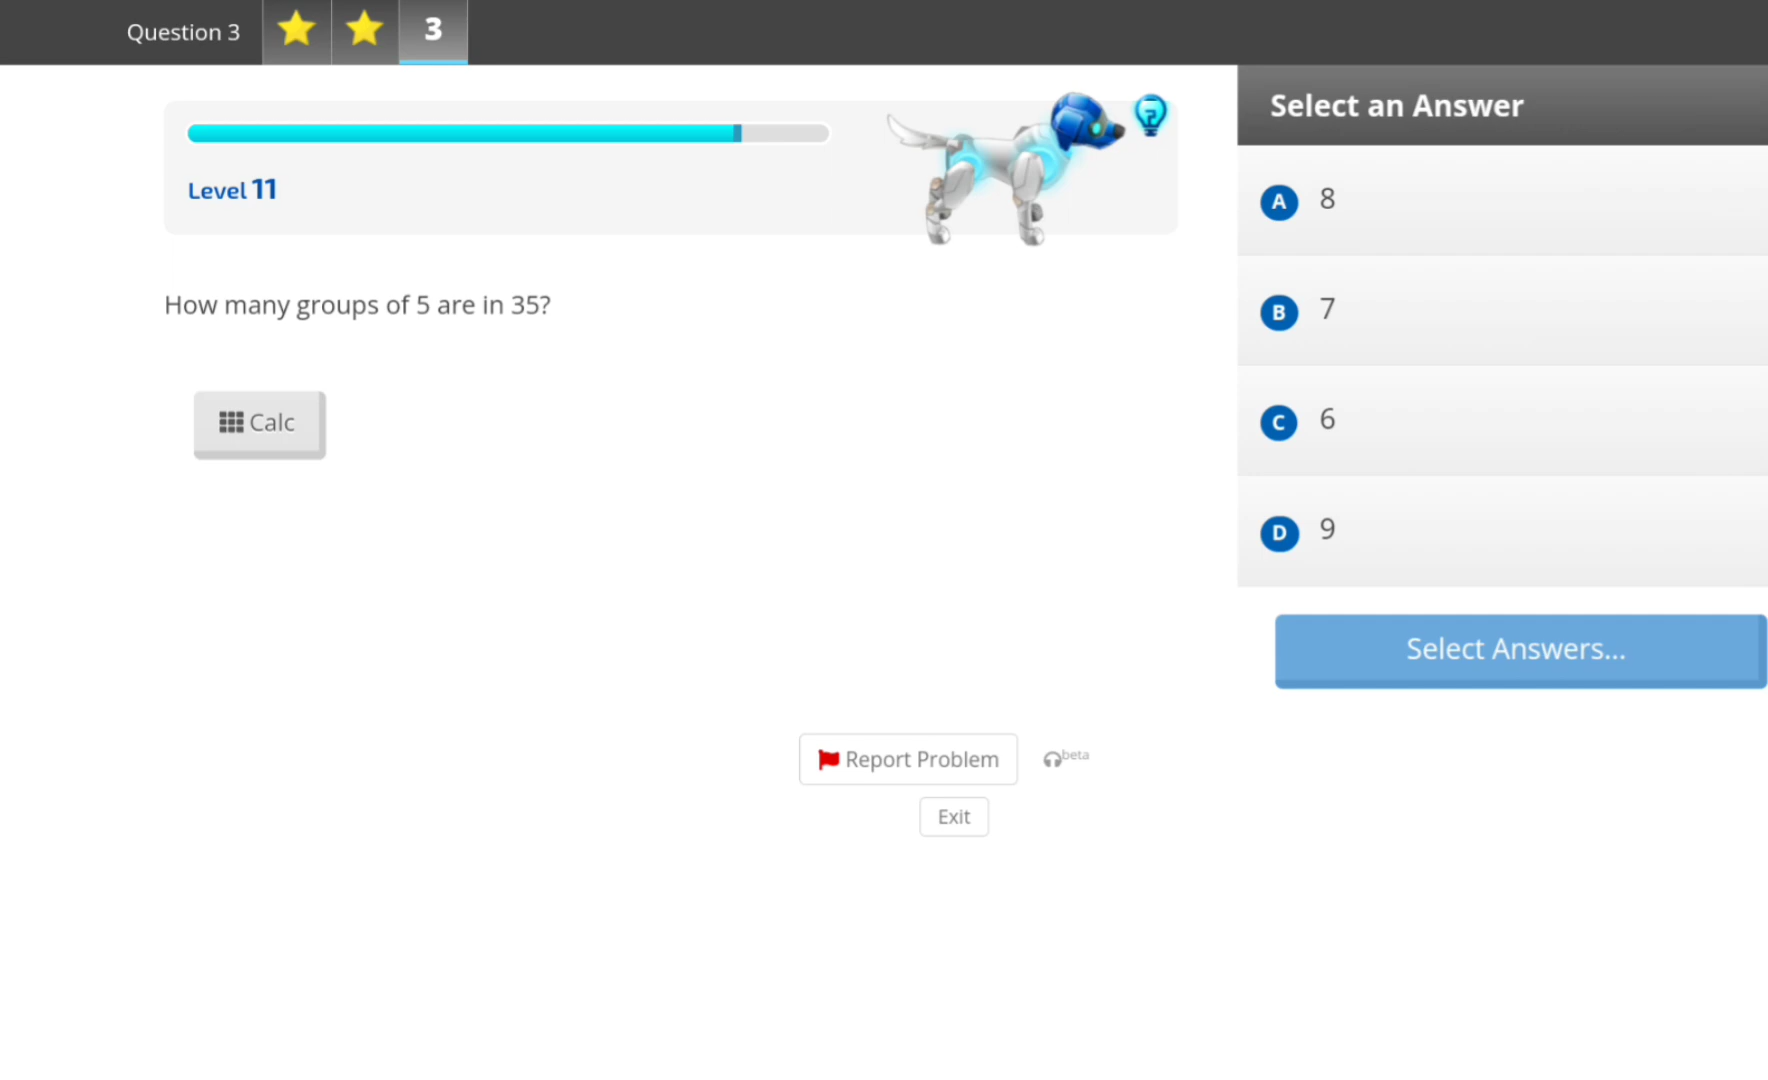 Question 3
3
Level 11
?
How many groups of 5 are in 35?
Calc
Select an Answer
A 8
B 7
C 6
D 9
Select Answers...
Report Problem
beta
Exit